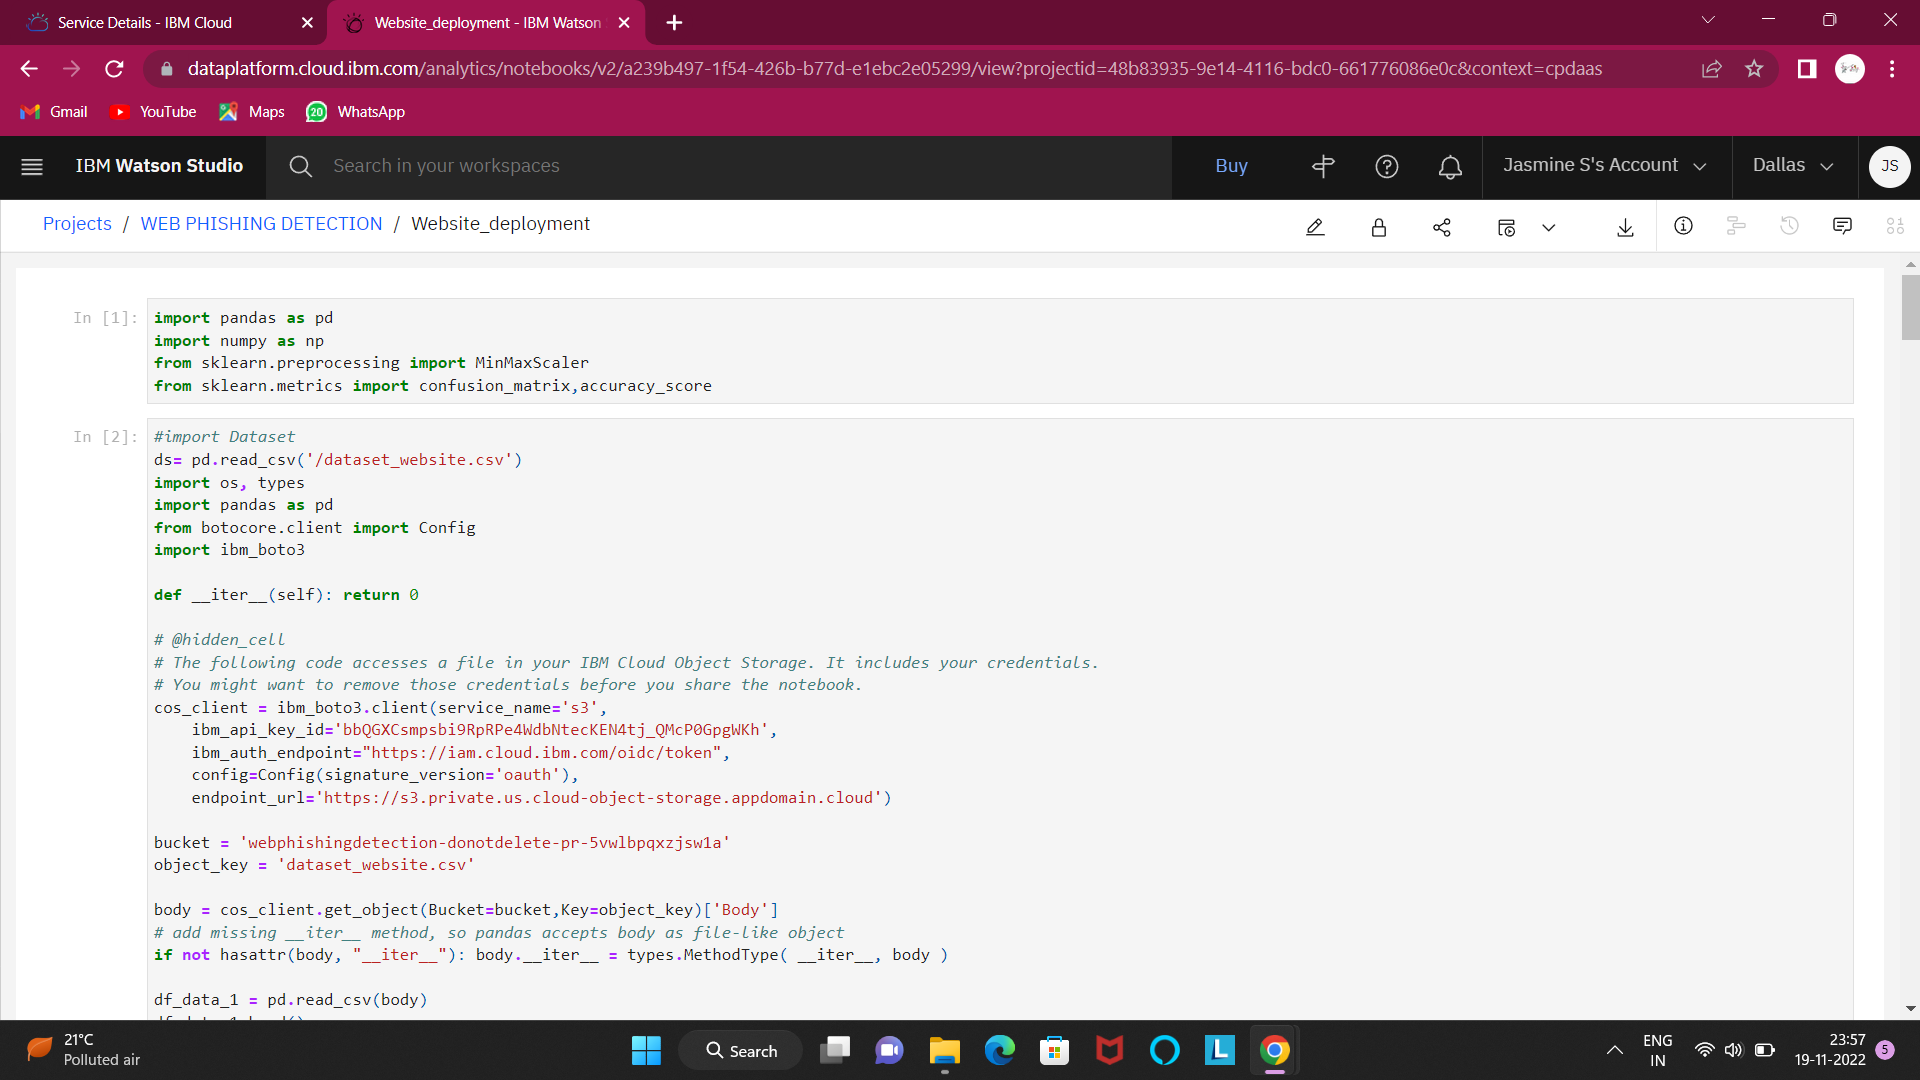 Service Details - IBM Cloud
Website_deployment - IBM Watson
dataplatform.cloud.ibm.com/analytics/notebooks/v2/a239b497-1f54-426b-b77d-e1ebc2e05299/view?projectid=48b83935-9e14-4116-bdc0-661776086e0c&context=cpdaas
Gmail YouTube Maps 20 WhatsApp
IBM Watson Studio Search in your workspaces Buy Jasmine S's Account Dallas JS
Projects / WEB PHISHING DETECTION / Website_deployment
In [1]: import pandas as pd
import numpy as np
from sklearn.preprocessing import MinMaxScaler
from sklearn.metrics import confusion_matrix,accuracy_score
In [2]: #import Dataset
ds= pd.read_csv('/dataset_website.csv')
import os, types
import pandas as pd
from botocore.client import Config
import ibm_boto3
def __iter__(self): return 0
# @hidden_cell
# The following code accesses a file in your IBM Cloud Object Storage. It includes your credentials.
# You might want to remove those credentials before you share the notebook.
cos_client = ibm_boto3.client(service_name='s3',
ibm_api_key_id='bbQGXCsmpsbi9RpRPe4WdbNtecKEN4tj_QMcP0GpgWKh',
ibm_auth_endpoint="https://iam.cloud.ibm.com/oidc/token",
config=Config(signature_version='oauth'),
endpoint_url='https://s3.private.us.cloud-object-storage.appdomain.cloud')
bucket = 'webphishingdetection-donotdelete-pr-5vwlbpqxzjsw1a'
object_key = 'dataset_website.csv'
body = cos_client.get_object(Bucket=bucket,Key=object_key)['Body']
# add missing __iter__ method, so pandas accepts body as file-like object
if not hasattr(body, "__iter__"): body.__iter__ = types.MethodType( __iter__, body )
df_data_1 = pd.read_csv(body)
21°C
Polluted air
Search
ENG
IN
23:57
19-11-2022
5